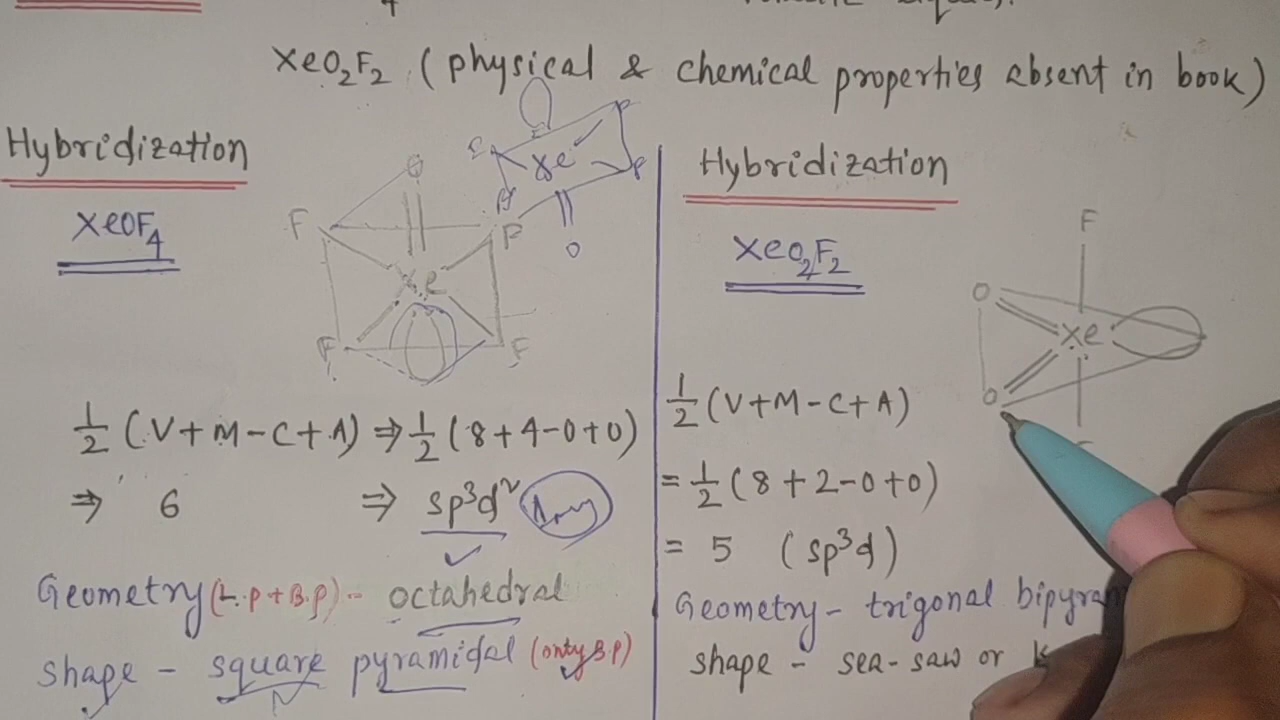 XeO2F2 (physical & chemical properties absent in book)
Hybridization
XeOF4
O
F F
Xe
F F
F F
Xe
F
O
1/2 (V+M-C+A) ⇒ 1/2 (8+4-0+0)
⇒ 6 ⇒ sp³d²
Geometry (L.P+B.P) - octahedral
shape - square pyramidal (only B.P)
Hybridization
XeO2F2
F
O
Xe
O
1/2 (V+M-C+A)
= 1/2 (8+2-0+0)
= 5 (sp³d)
Geometry - trigonal
shape - sea-saw or